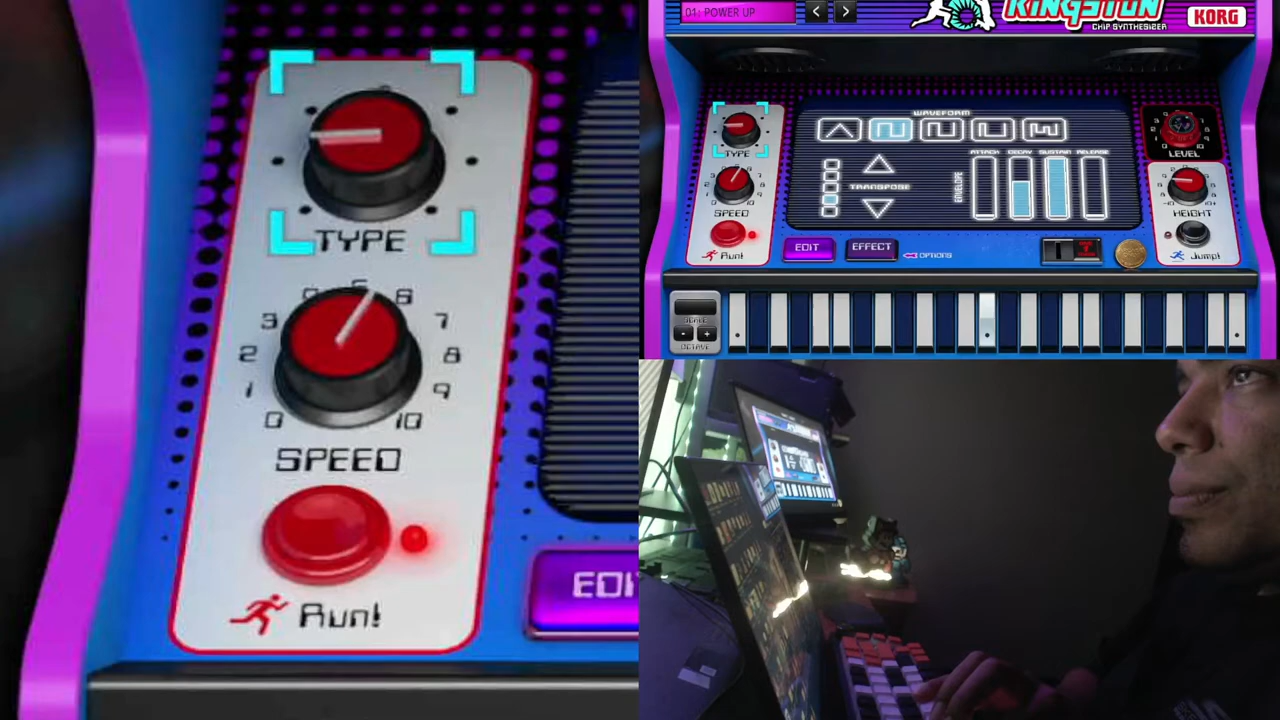 TYPE
5 6
3 7
2 8
1 9
0 10
SPEED
Run!
01: POWER UP
< >
KINGSTON
CHIP SYNTHESIZER
KORG
WAVEFORM
TYPE
SPEED
Run!
TRANSPOSE
ENVELOPE
ATTACK DECAY SUSTAIN RELEASE
EDIT
EFFECT
OPTIONS
LEVEL
HEIGHT
Jump!
SCALE
- +
OCTAVE